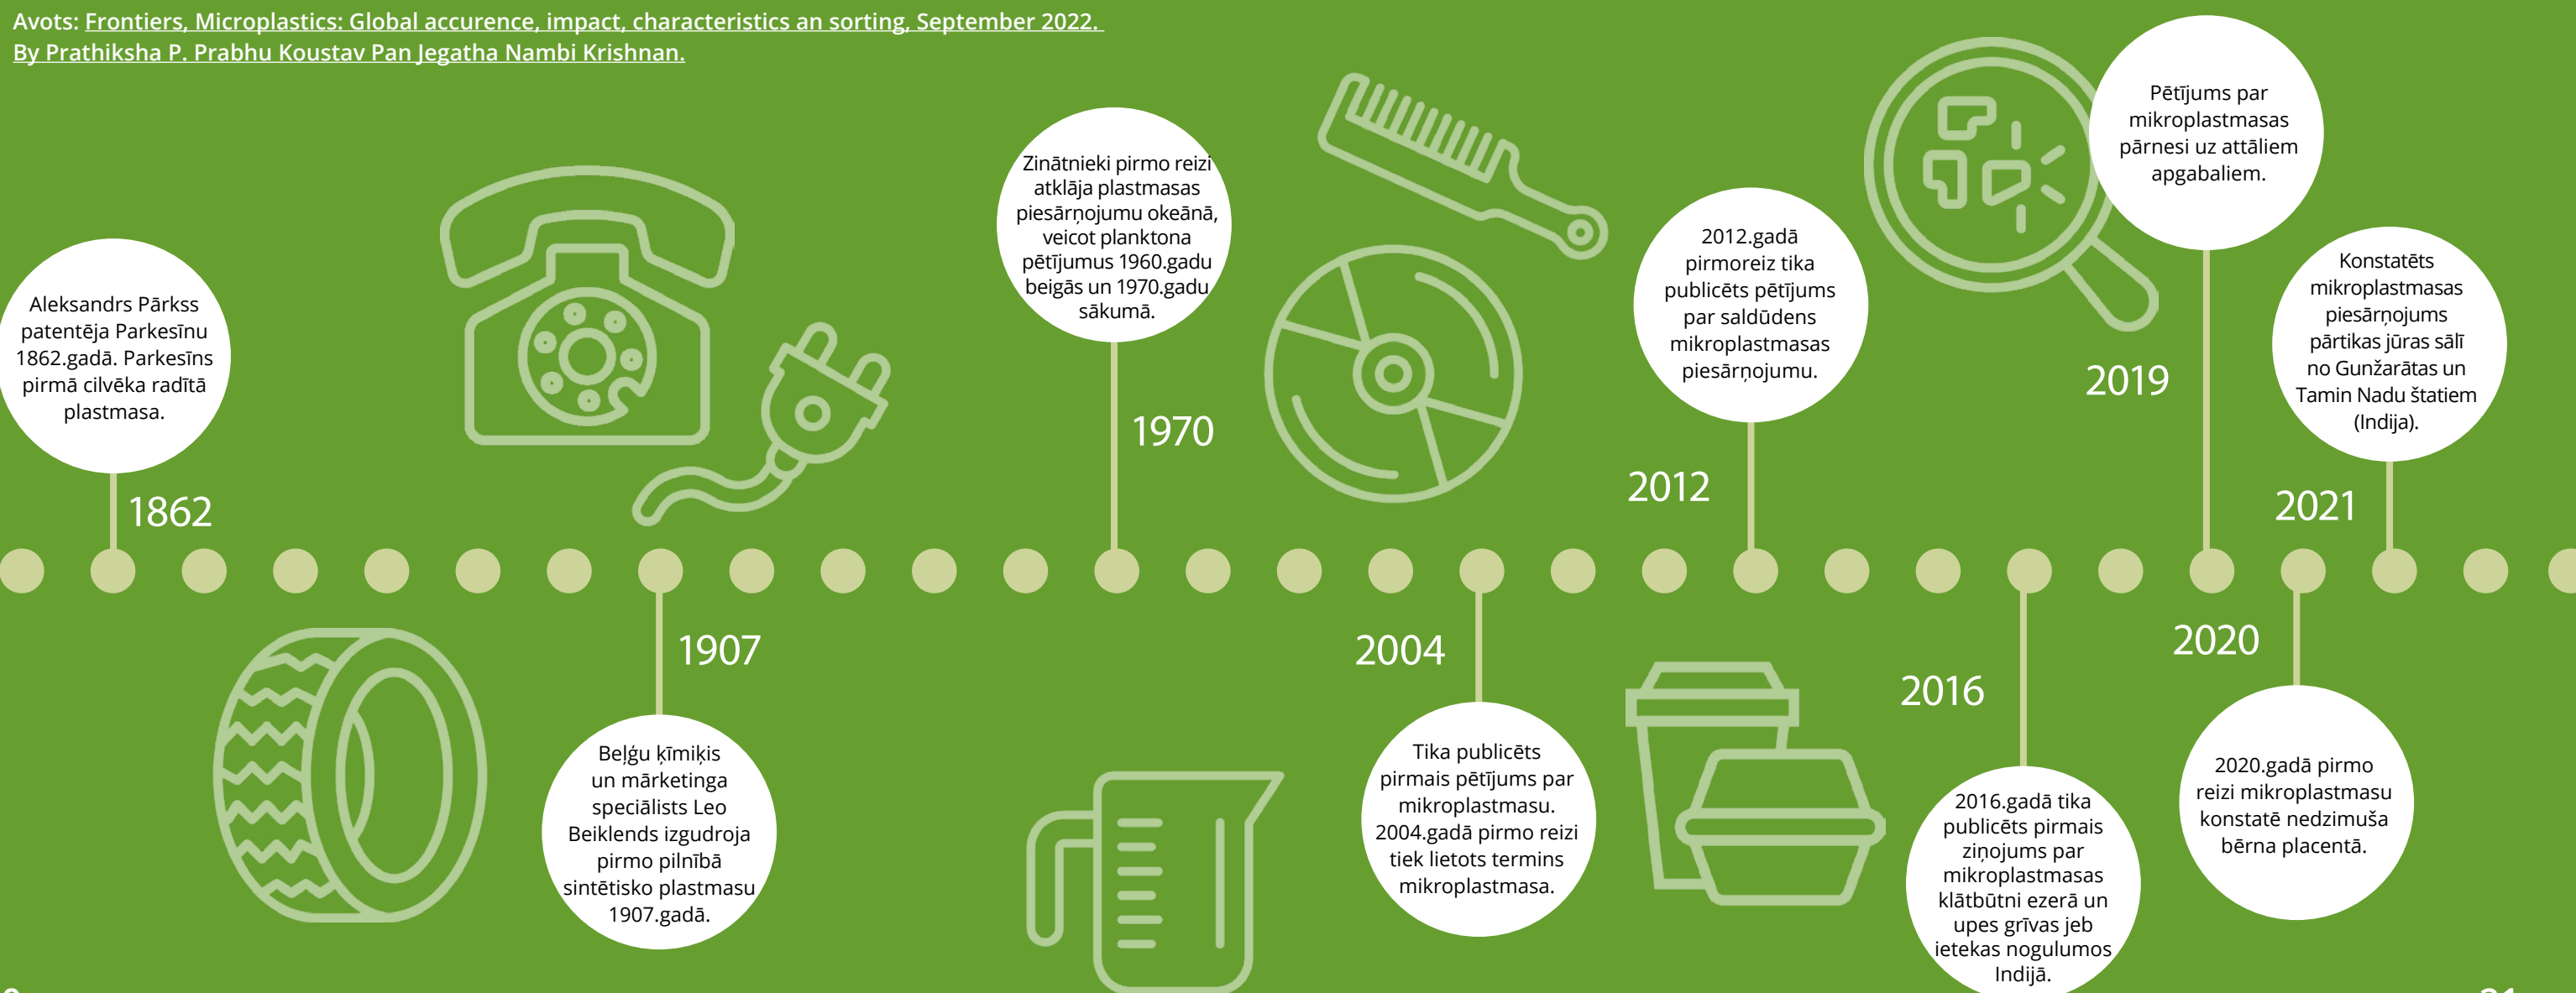 Avots: Frontiers, Microplastics: Global accurence, impact, characteristics an sorting, September 2022.
By Prathiksha P. Prabhu Koustav Pan Jegatha Nambi Krishnan.
Aleksandrs Pārkss
patentēja Parkesīnu
1862.gadā. Parkesīns
pirmā cilvēka radītā
plastmasa.
1862
Beļģu ķīmiķis
un mārketinga
speciālists Leo
Beiklends izgudroja
pirmo pilnībā
sintētisko plastmasu
1907.gadā.
1907
Zinātnieki pirmo reizi
atklāja plastmasas
piesārņojumu okeānā,
veicot planktona
pētījumus 1960.gadu
beigās un 1970.gadu
sākumā.
1970
2004
Tika publicēts
pirmais pētījums par
mikroplastmasu.
2004.gadā pirmo reizi
tiek lietots termins
mikroplastmasa.
2012.gadā
pirmoreiz tika
publicēts pētījums
par saldūdens
mikroplastmasas
piesārņojumu.
2012
2016
2016.gadā tika
publicēts pirmais
ziņojums par
mikroplastmasas
klātbūtni ezerā un
upes grīvas jeb
ietekas nogulumos
Indijā.
Pētījums par
mikroplastmasas
pārnesi uz attāliem
apgabaliem.
2019
2020
2020.gadā pirmo
reizi mikroplastmasu
konstatē nedzimuša
bērna placentā.
Konstatēts
mikroplastmasas
piesārņojums
pārtikas jūras sālī
no Gunžarātas un
Tamin Nadu štatiem
(Indija).
2021